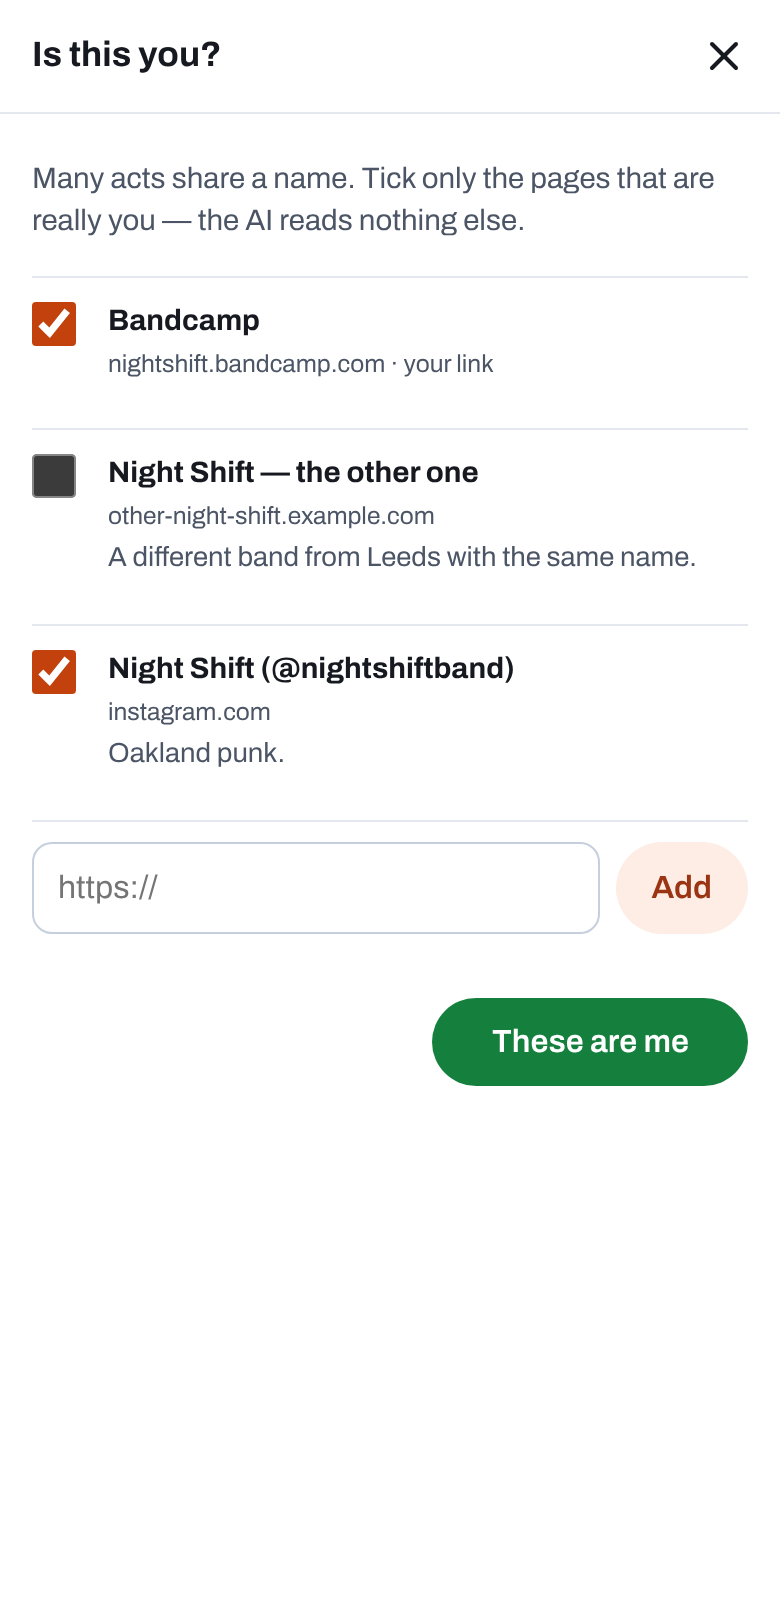 Is this you?
Many acts share a name. Tick only the pages that are
really you — the AI reads nothing else.
Bandcamp
nightshift.bandcamp.com · your link
Night Shift — the other one
other-night-shift.example.com
A different band from Leeds with the same name.
Night Shift (@nightshiftband)
instagram.com
Oakland punk.
https://
Add
These are me